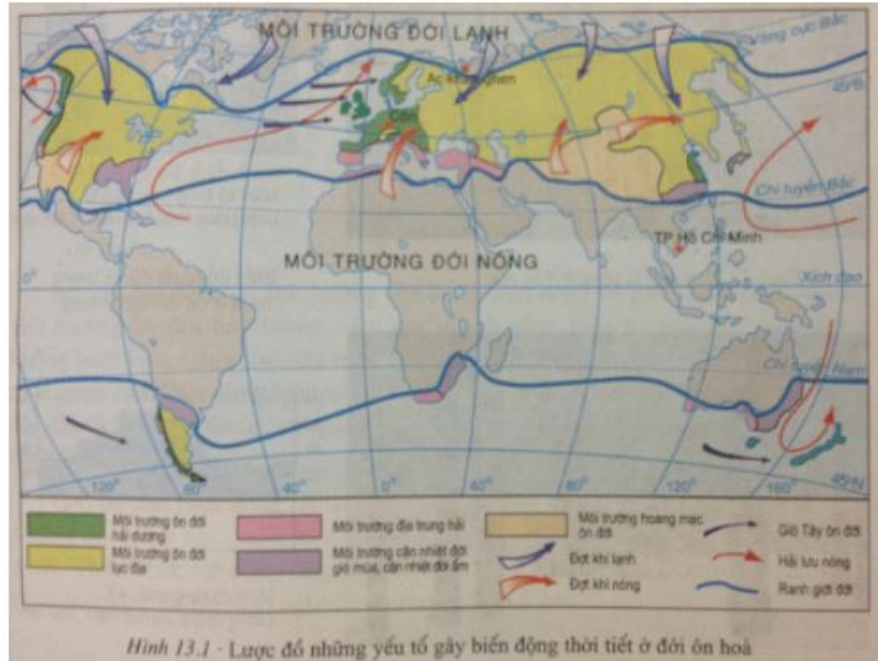 MÔI TRƯỜNG ĐỚI LẠNH
Vòng cực Bắc
45°B
Chí tuyến Bắc
TP Hồ Chí Minh
MÔI TRƯỜNG ĐỚI NÓNG
0°
Xích đạo
Chí tuyến Nam
45°N
120° 80° 40° 0° 40° 80° 120° 160°
Môi trường ôn đới
hải dương
Môi trường ôn đới
lục địa
Môi trường địa trung hải
Môi trường cận nhiệt đới
gió mùa, cận nhiệt đới ẩm
Môi trường hoang mạc
ôn đới
Đợt khí lạnh
Đợt khí nóng
Gió Tây ôn đới
Hải lưu nóng
Ranh giới đới
Hình 13.1 - Lược đồ những yếu tố gây biến động thời tiết ở đới ôn hoà